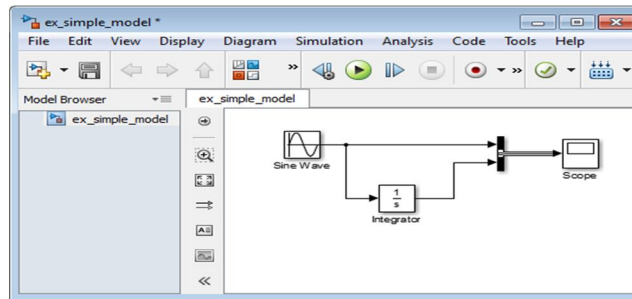 ex_simple_model *
File Edit View Display Diagram Simulation Analysis Code Tools Help
» »
Model Browser
ex_simple_model
ex_simple_model
Sine Wave
1
s
Integrator
Scope
A